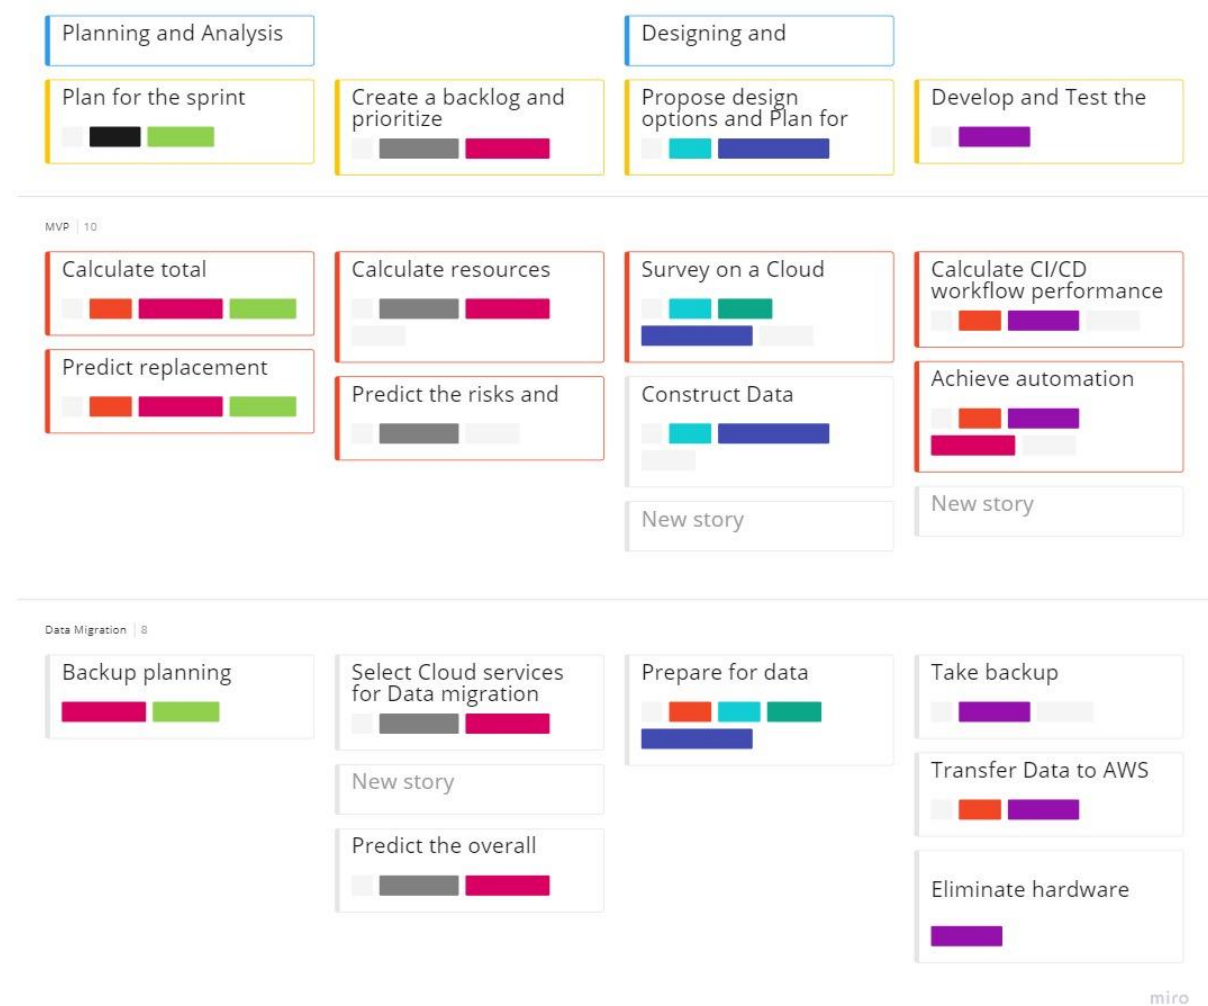 Planning and Analysis
Designing and
Plan for the sprint
Create a backlog and
prioritize
Propose design
options and Plan for
Develop and Test the
MVP 10
Calculate total
Calculate resources
Survey on a Cloud
Calculate CI/CD
workflow performance
Predict replacement
Predict the risks and
Construct Data
Achieve automation
New story
New story
Data Migration 8
Backup planning
Select Cloud services
for Data migration
Prepare for data
Take backup
New story
Transfer Data to AWS
Predict the overall
Eliminate hardware
miro